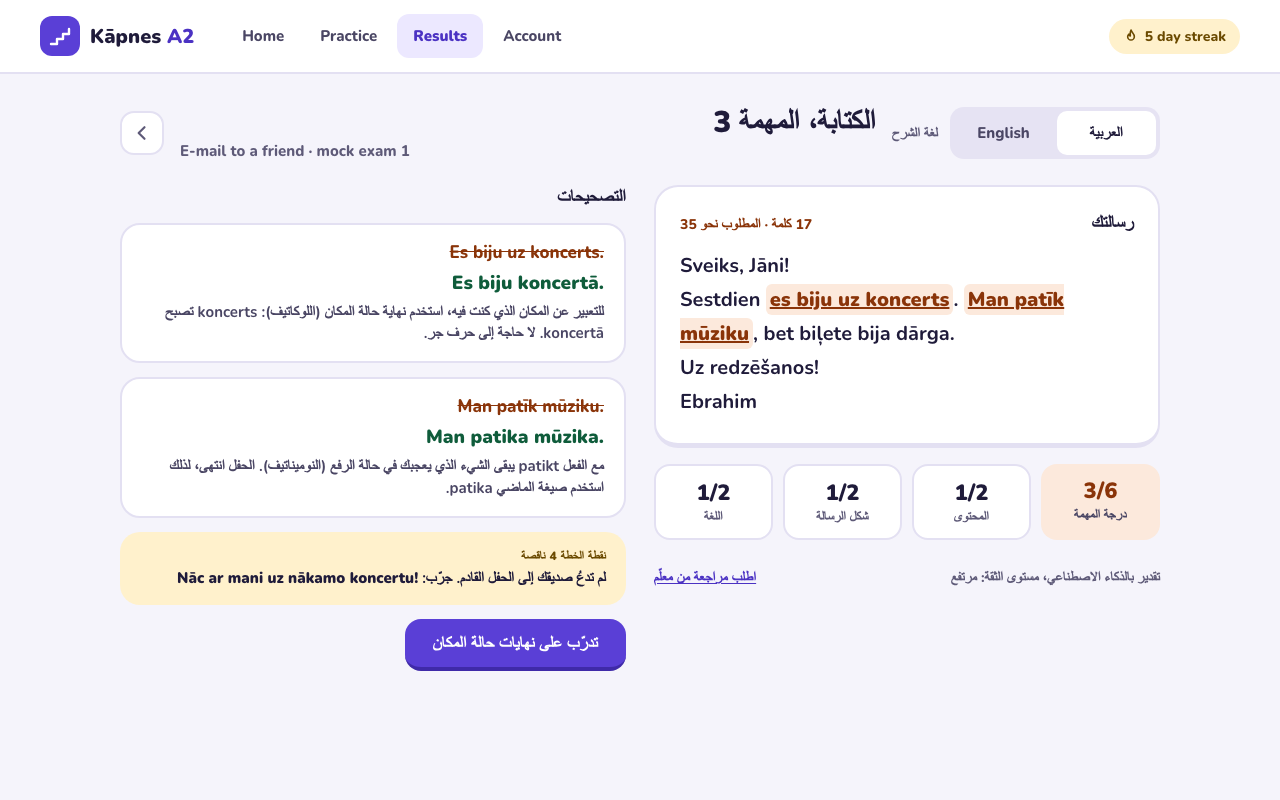 Kāpnes A2
Home
Practice
Results
Account
5 day streak
الكتابة، المهمة 3
E-mail to a friend · mock exam 1
لغة الشرح
English
العربية
رسالتك
17 كلمة · المطلوب نحو 35
Sveiks, Jāni!
Sestdien es biju uz koncerts. Man patīk
mūziku, bet biļete bija dārga.
Uz redzēšanos!
Ebrahim
3/6
درجة المهمة
1/2
المحتوى
1/2
شكل الرسالة
1/2
اللغة
تقدير بالذكاء الاصطناعي، مستوى الثقة: مرتفع
اطلب مراجعة من معلّم
التصحيحات
Es biju uz koncerts.
Es biju koncertā.
للتعبير عن المكان الذي كنت فيه، استخدم نهاية حالة المكان (اللوكاتيف): koncerts تصبح
koncertā. لا حاجة إلى حرف جر.
Man patīk mūziku.
Man patika mūzika.
مع الفعل patikt يبقى الشيء الذي يعجبك في حالة الرفع (النوميناتيف). الحفل انتهى، لذلك
استخدم صيغة الماضي patika.
نقطة الخطة 4 ناقصة
لم تدعُ صديقك إلى الحفل القادم. جرّب: Nāc ar mani uz nākamo koncertu!
تدرّب على نهايات حالة المكان